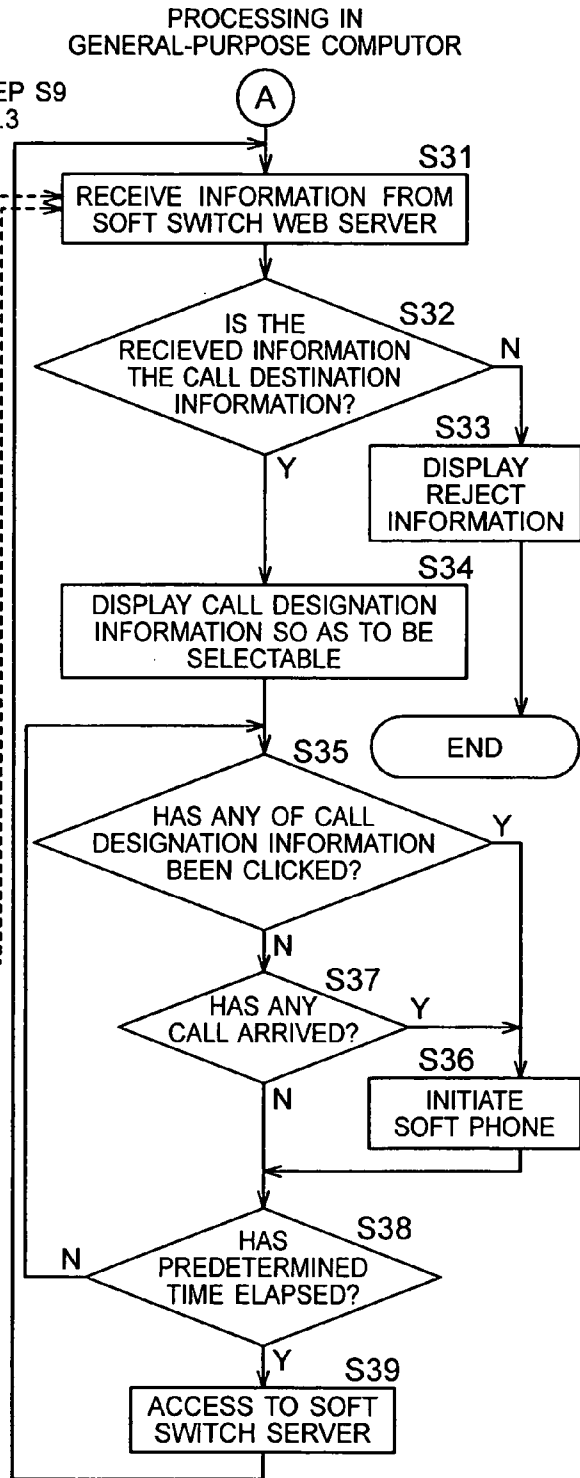 PROCESSING IN
GENERAL-PURPOSE COMPUTOR
EP S9
.3
A
S31
RECEIVE INFORMATION FROM
SOFT SWITCH WEB SERVER
S32
IS THE
RECIEVED INFORMATION
THE CALL DESTINATION
INFORMATION?
N
Y
S33
DISPLAY
REJECT
INFORMATION
S34
DISPLAY CALL DESIGNATION
INFORMATION SO AS TO BE
SELECTABLE
END
S35
HAS ANY OF CALL
DESIGNATION INFORMATION
BEEN CLICKED?
Y
N
S37
HAS ANY
CALL ARRIVED?
Y
N
S36
INITIATE
SOFT PHONE
S38
HAS
PREDETERMINED
TIME ELAPSED?
N
Y
S39
ACCESS TO SOFT
SWITCH SERVER